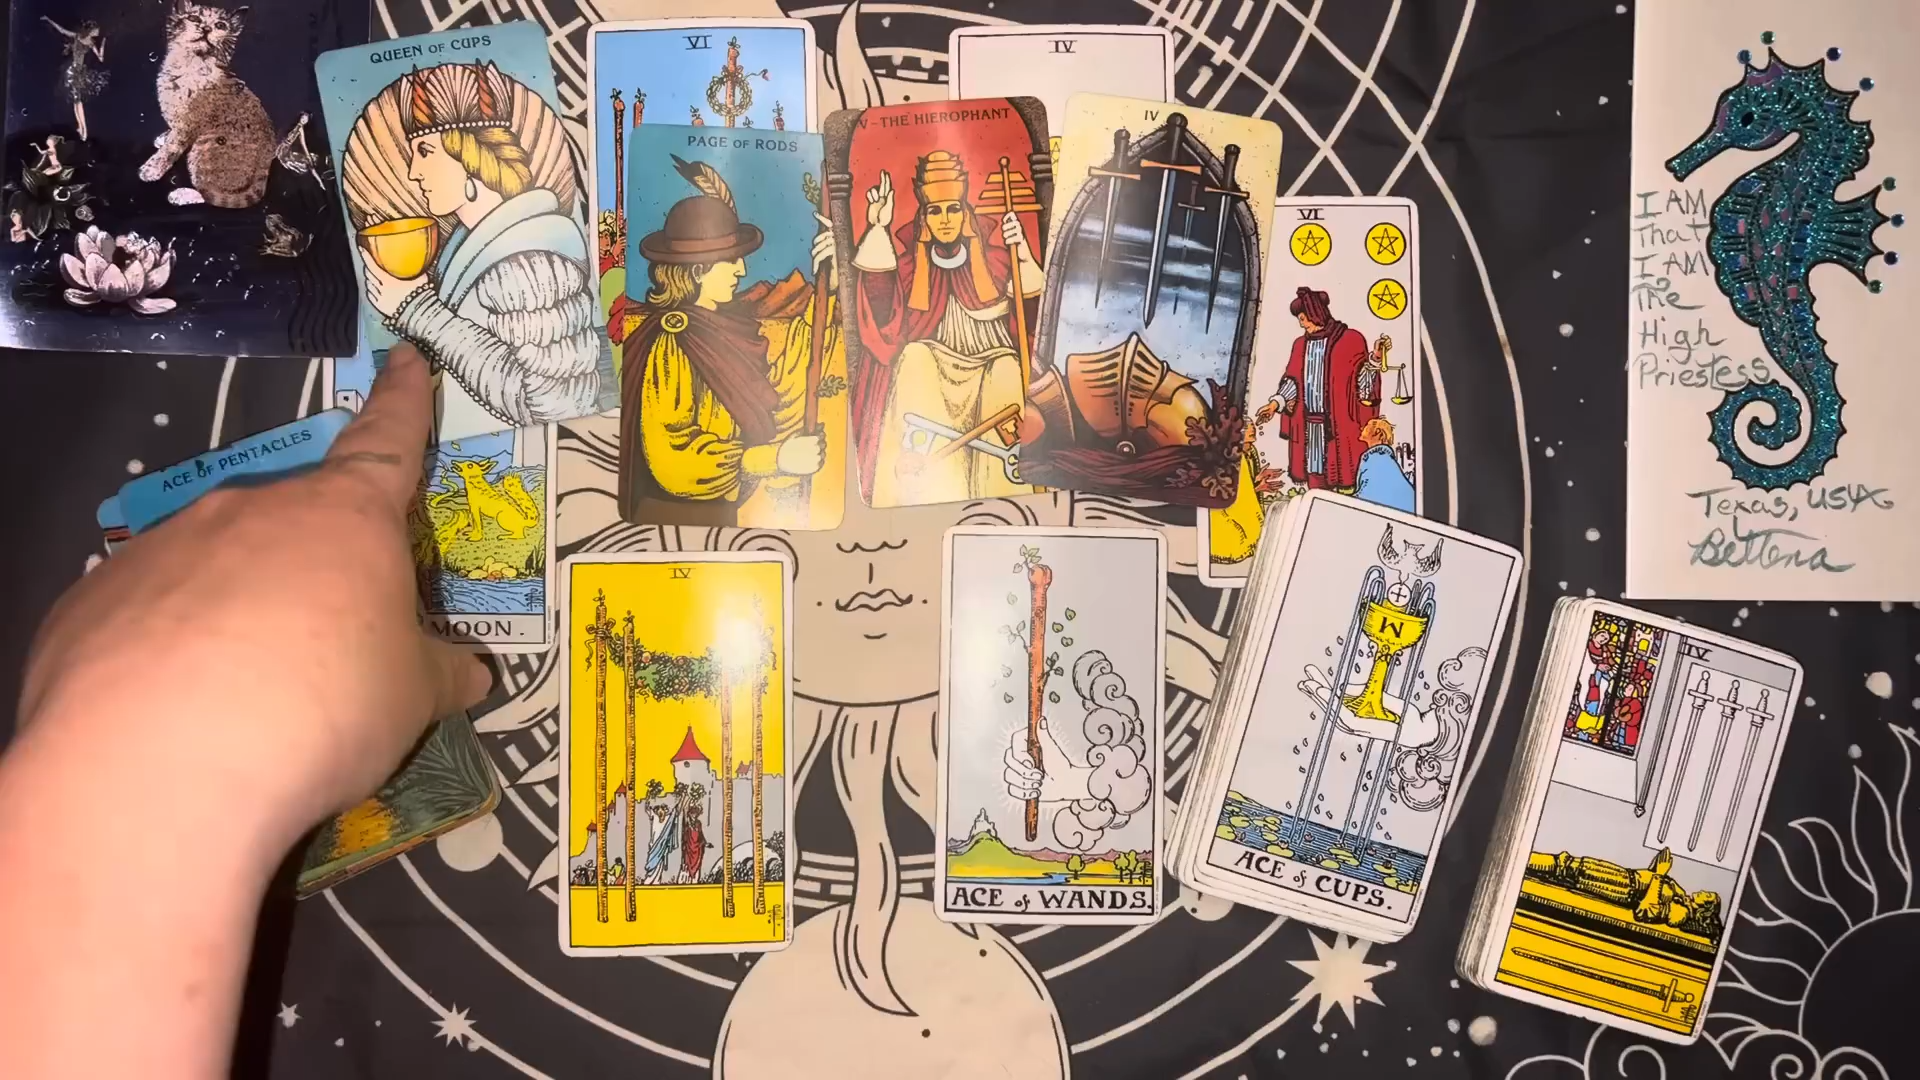 QUEEN OF CUPS
VI
IV
PAGE OF RODS
V-THE HIEROPHANT
IV
VI
ACE OF PENTACLES
MOON.
IV
ACE of WANDS.
ACE of CUPS.
IV
I AM
That
I AM
The
High
Priestess
Texas, USA
Bettena